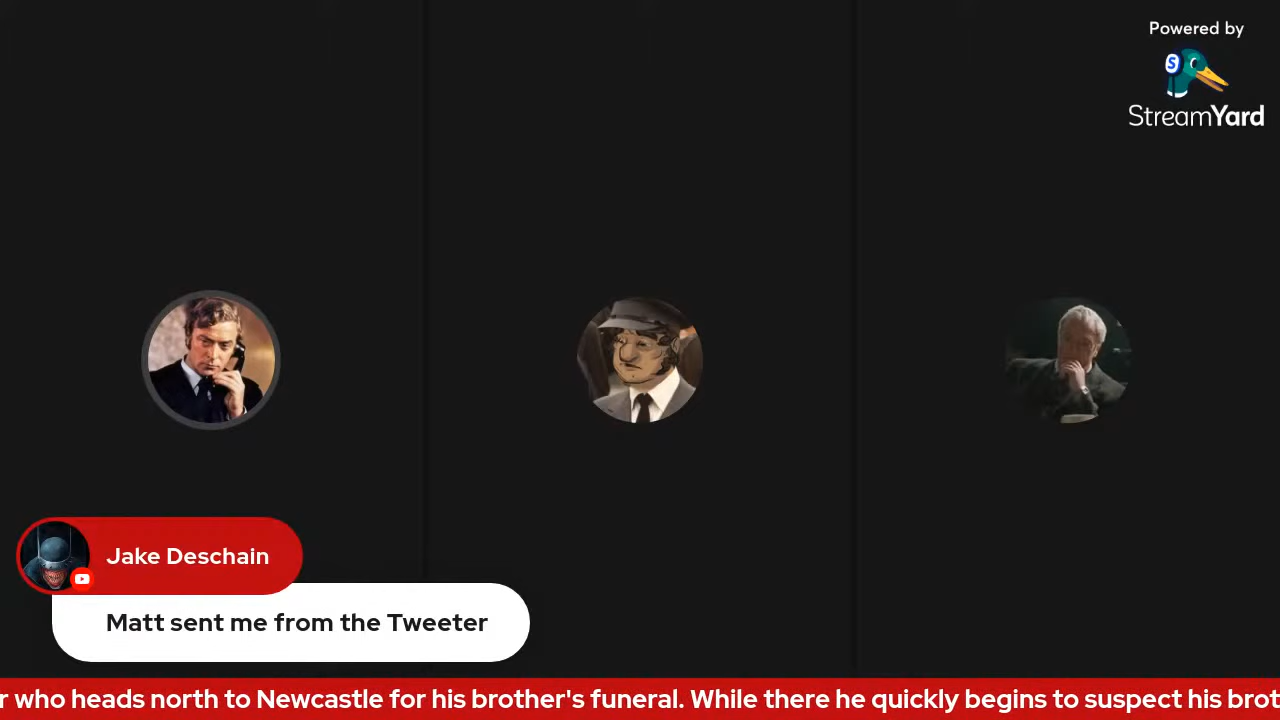 Powered by
S
StreamYard
Jake Deschain
Matt sent me from the Tweeter
r who heads north to Newcastle for his brother's funeral. While there he quickly begins to suspect his brot